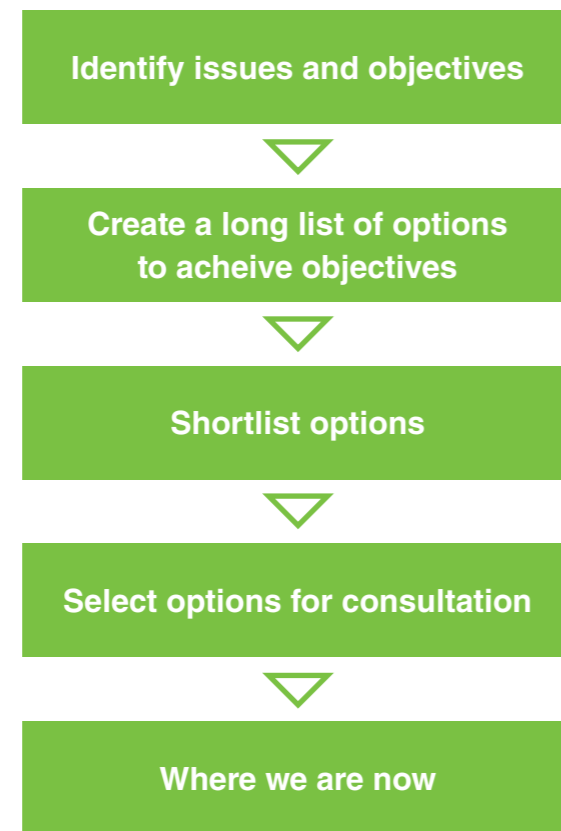 Identify issues and objectives
Create a long list of options
to acheive objectives
Shortlist options
Select options for consultation
Where we are now